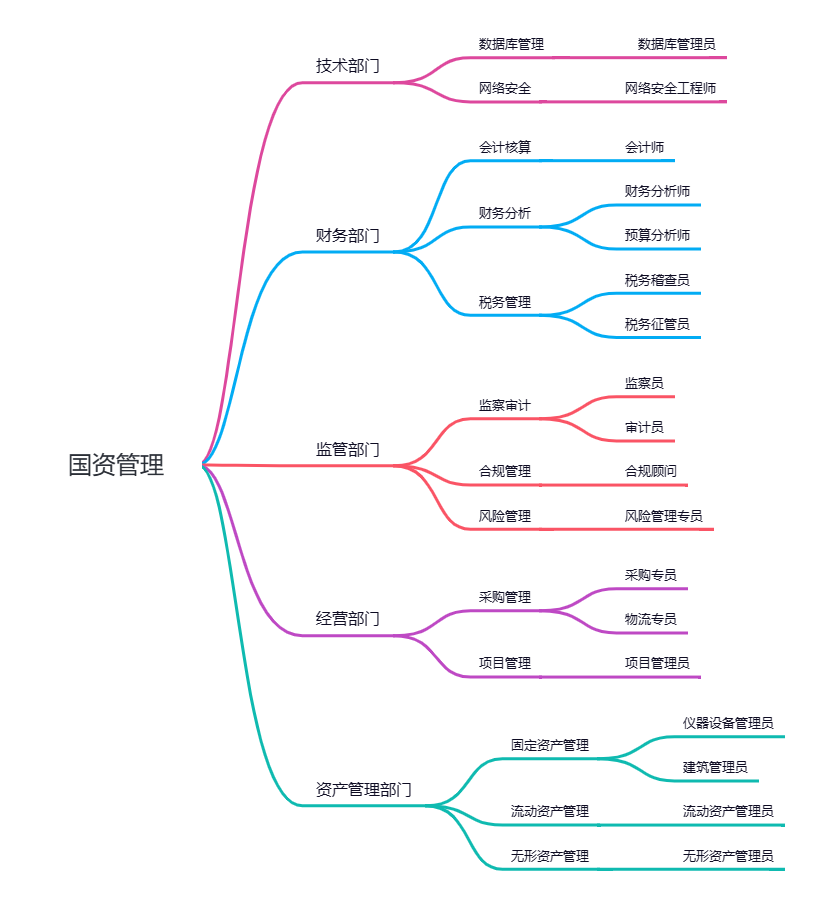 国资管理
技术部门
数据库管理
数据库管理员
网络安全
网络安全工程师
财务部门
会计核算
会计师
财务分析
财务分析师
预算分析师
税务管理
税务稽查员
税务征管员
监管部门
监察审计
监察员
审计员
合规管理
合规顾问
风险管理
风险管理专员
经营部门
采购管理
采购专员
物流专员
项目管理
项目管理员
资产管理部门
固定资产管理
仪器设备管理员
建筑管理员
流动资产管理
流动资产管理员
无形资产管理
无形资产管理员